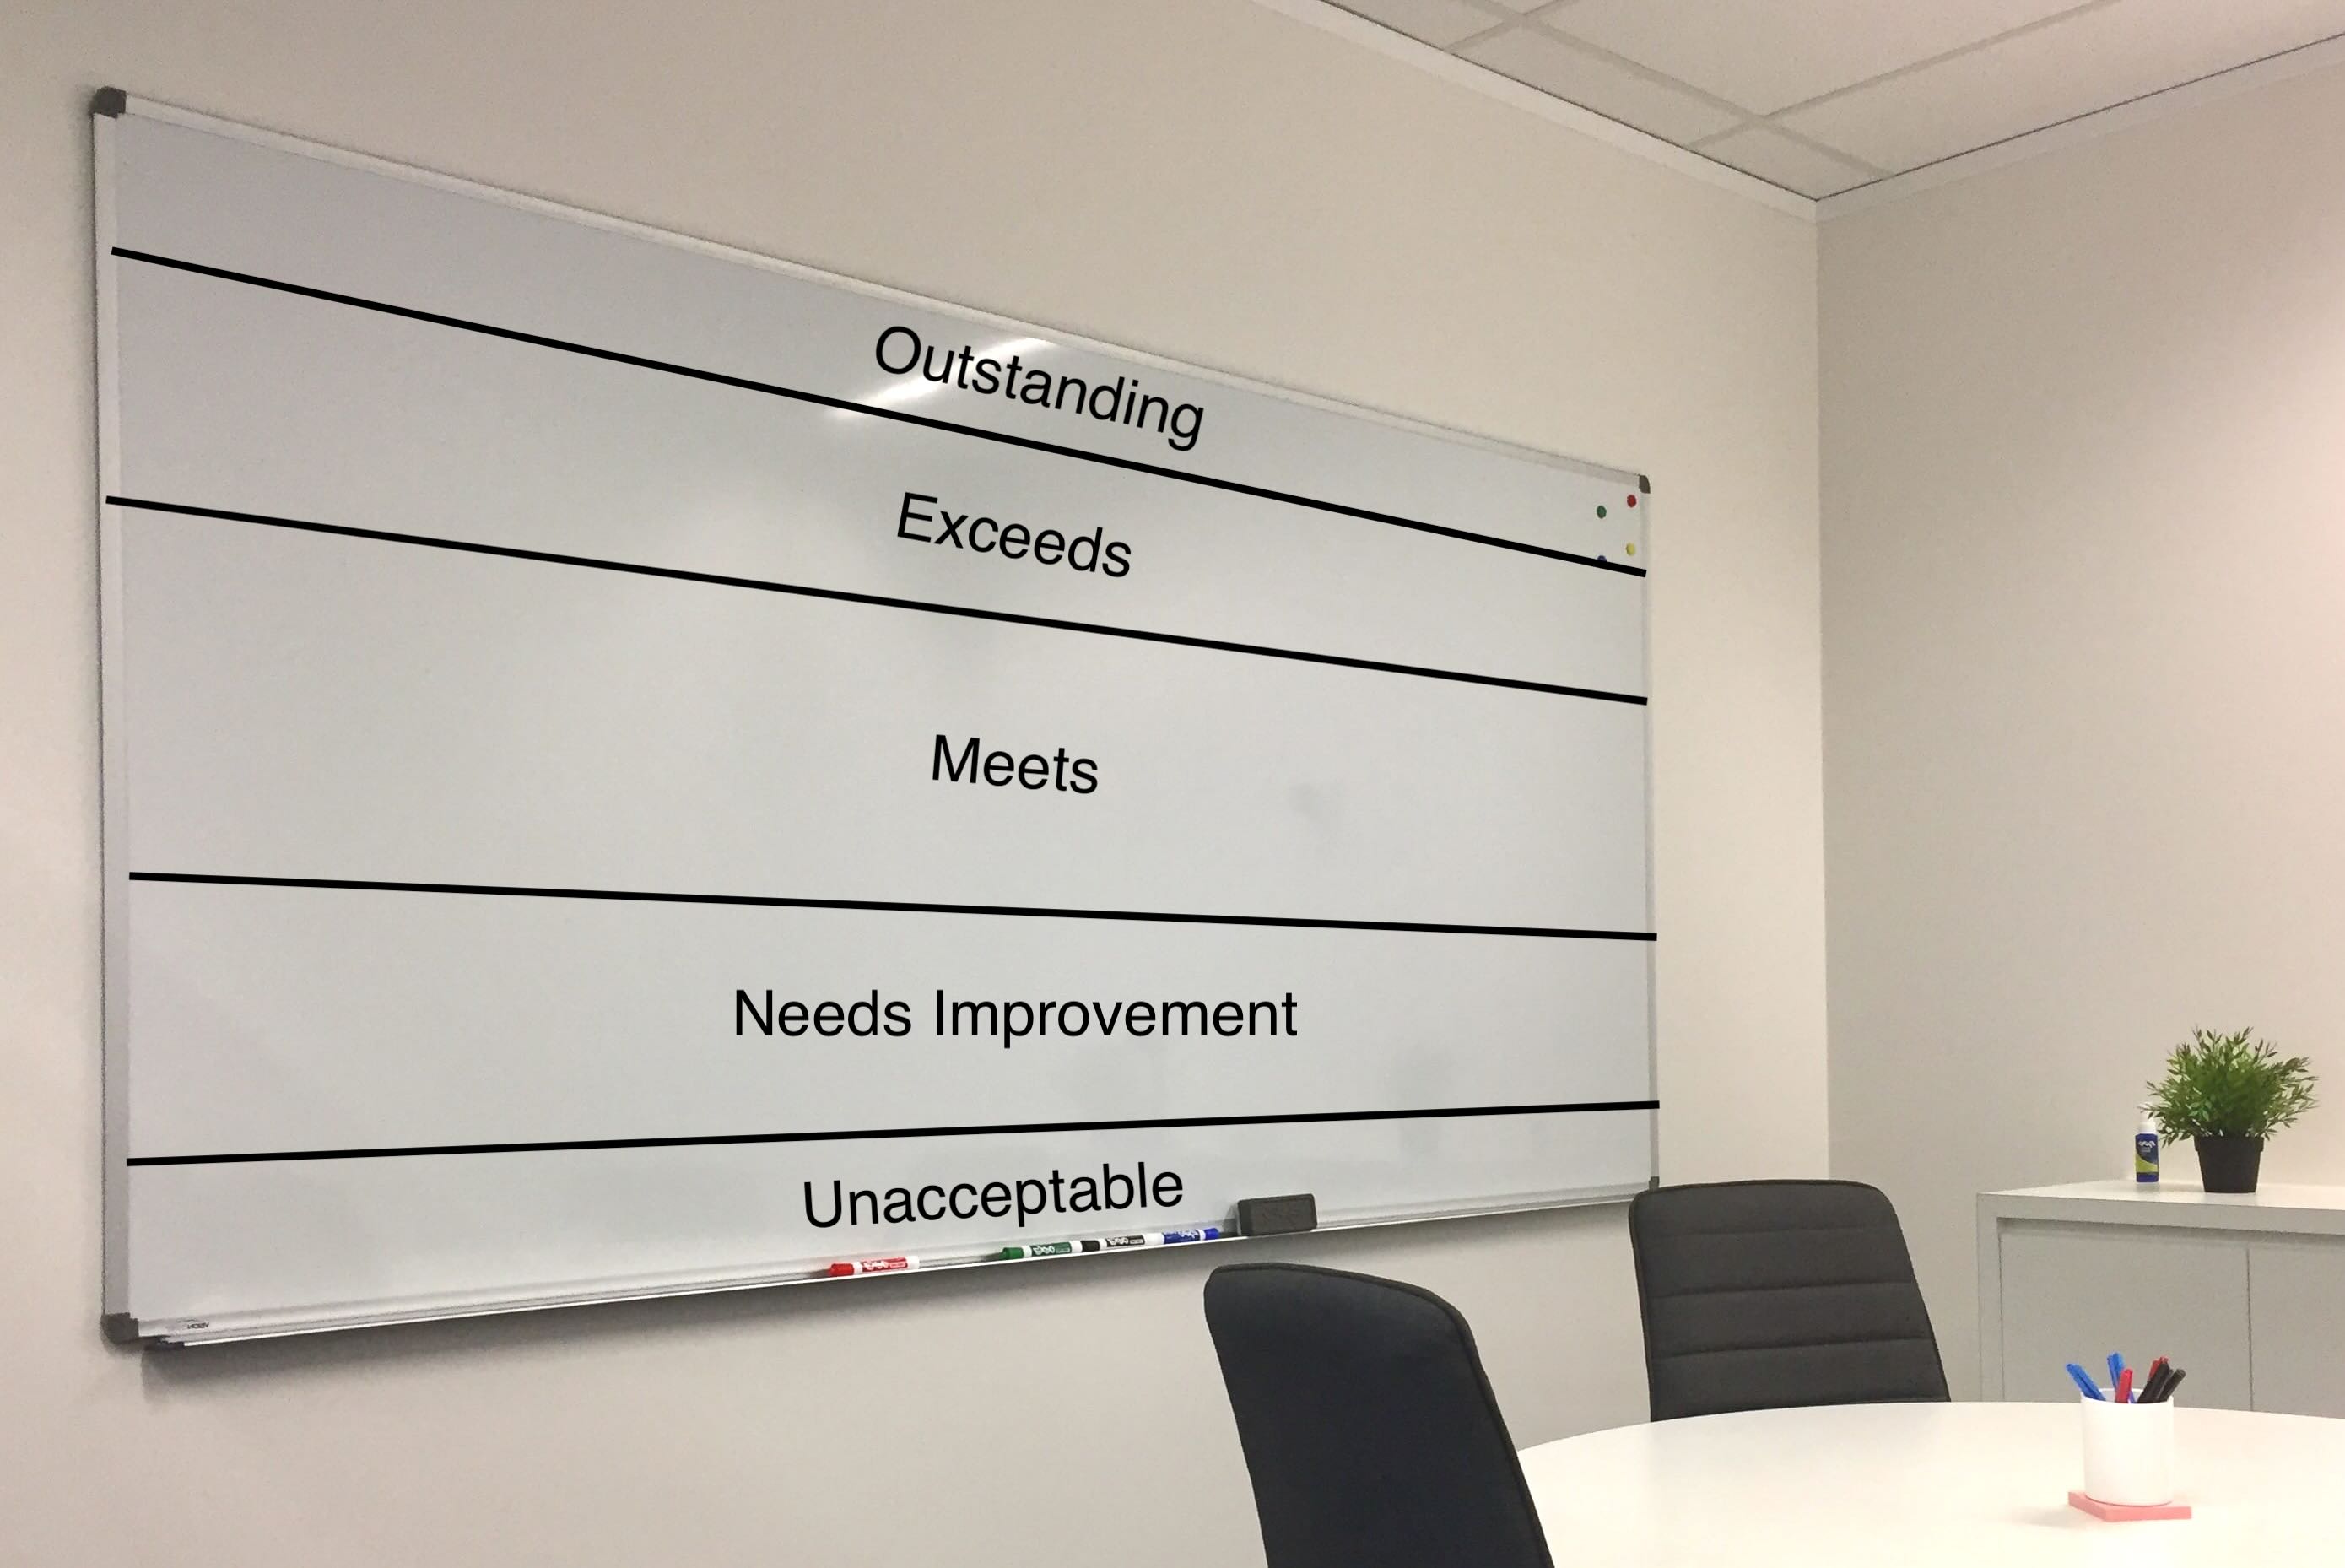 Outstanding
Exceeds
Meets
Needs Improvement
Unacceptable